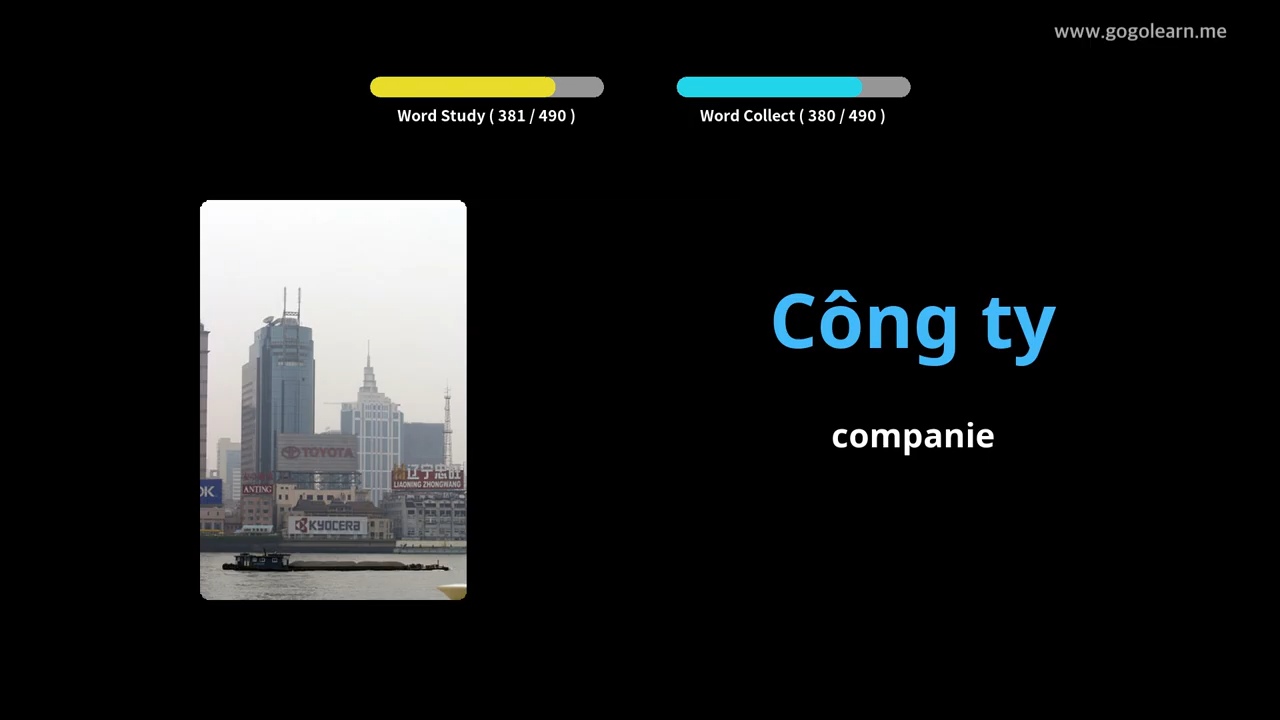 www.gogolearn.me
Word Study ( 381 / 490 )
Word Collect ( 380 / 490 )
Công ty
companie
TOYOTA
辽宁忠旺
LIAONING ZHONGWANG
ANTING
KYOCERA